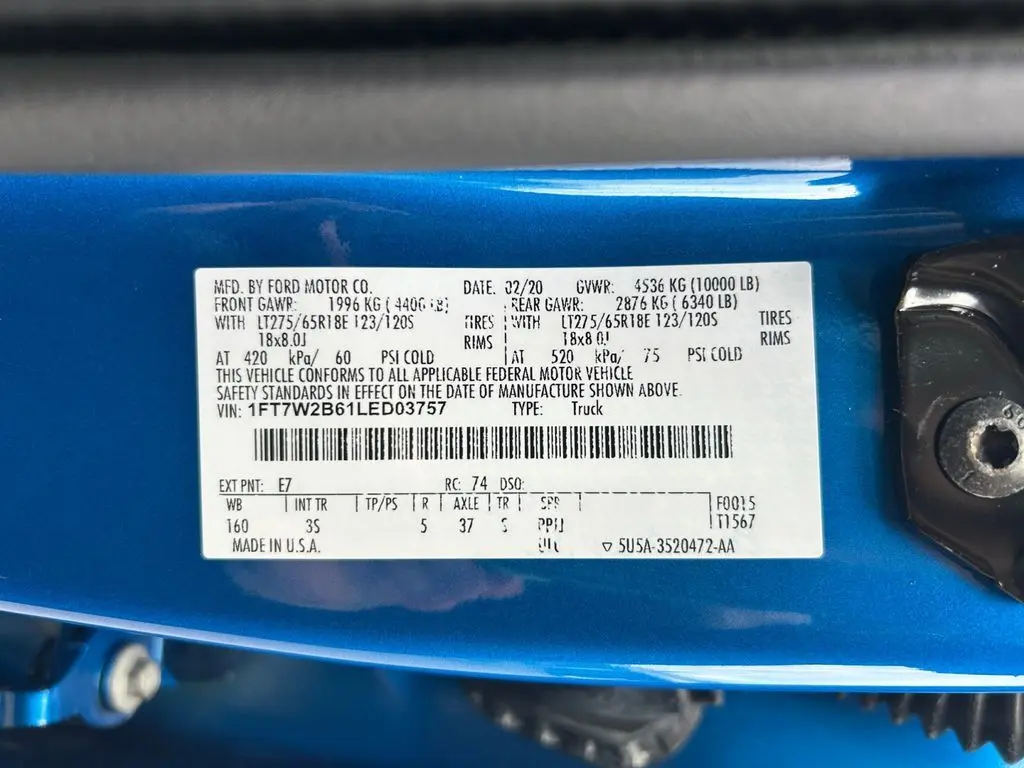 MFD. BY FORD MOTOR CO. DATE: 02/20 GVWR: 4536 KG (10000 LB)
FRONT GAWR: 1996 KG ( 4400 LB) REAR GAWR: 2876 KG ( 6340 LB)
WITH LT275/65R18E 123/120S TIRES WITH LT275/65R18E 123/120S TIRES
18x8.0J RIMS 18x8.0J RIMS
AT 420 kPa/ 60 PSI COLD AT 520 kPa/ 75 PSI COLD
THIS VEHICLE CONFORMS TO ALL APPLICABLE FEDERAL MOTOR VEHICLE
SAFETY STANDARDS IN EFFECT ON THE DATE OF MANUFACTURE SHOWN ABOVE.
VIN: 1FT7W2B61LED03757 TYPE: Truck
EXT PNT: E7 RC: 74 DSO:
WB INT TR TP/PS R AXLE TR SPR F0015
160 3S 5 37 T1567
MADE IN U.S.A. 5U5A-3520472-AA